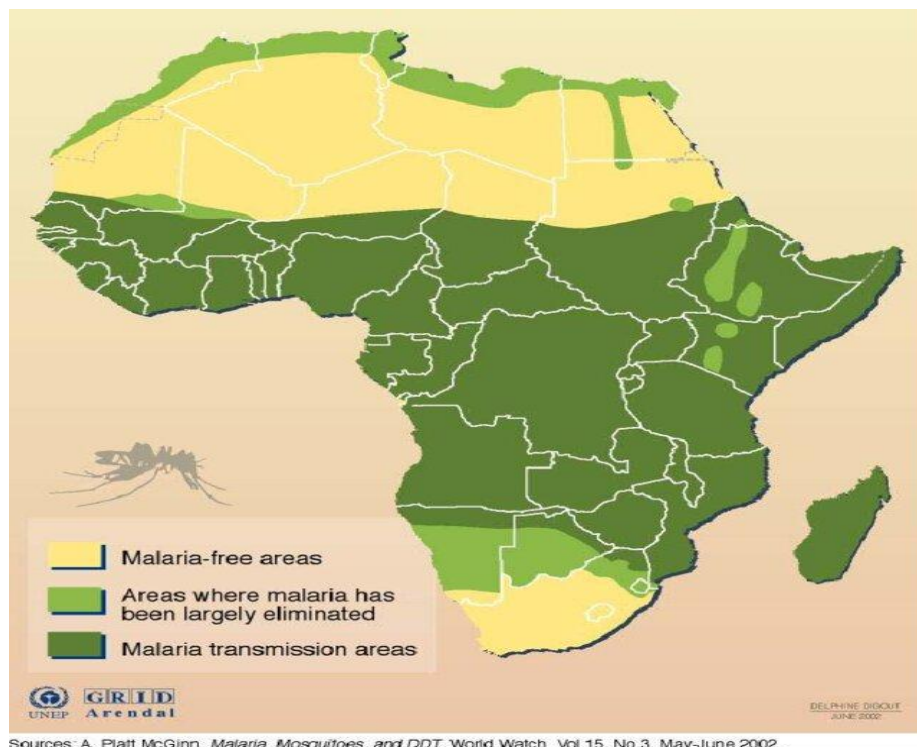 Malaria-free areas
Areas where malaria has
been largely eliminated
Malaria transmission areas
UNEP
GRID
Arendal
DELPHINE DIGOUT
JUNE 2002
Sources: A. Platt McGinn, Malaria, Mosquitoes, and DDT, World Watch, Vol.15, No 3, May-June 2002